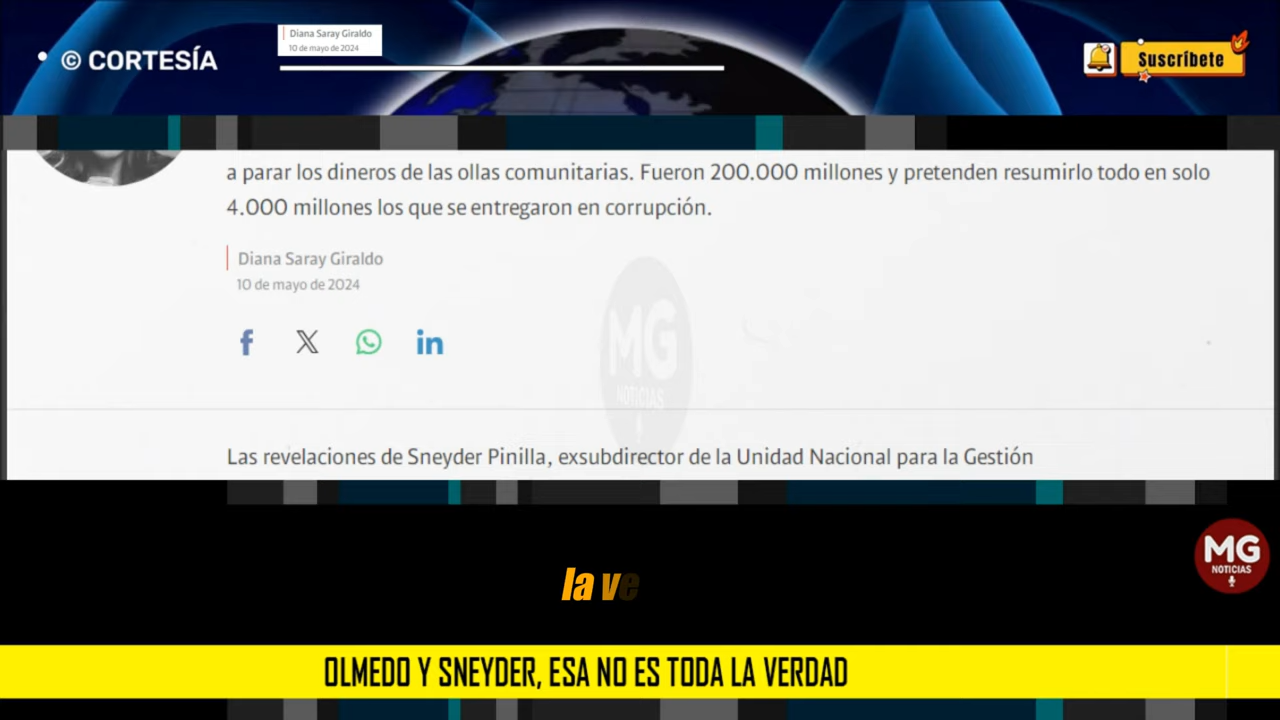 © CORTESÍA
Diana Saray Giraldo
10 de mayo de 2024
Suscríbete
a parar los dineros de las ollas comunitarias. Fueron 200.000 millones y pretenden resumirlo todo en solo
4.000 millones los que se entregaron en corrupción.
Diana Saray Giraldo
10 de mayo de 2024
MG
NOTICIAS
Las revelaciones de Sneyder Pinilla, exsubdirector de la Unidad Nacional para la Gestión
MG
NOTICIAS
la ve
OLMEDO Y SNEYDER, ESA NO ES TODA LA VERDAD